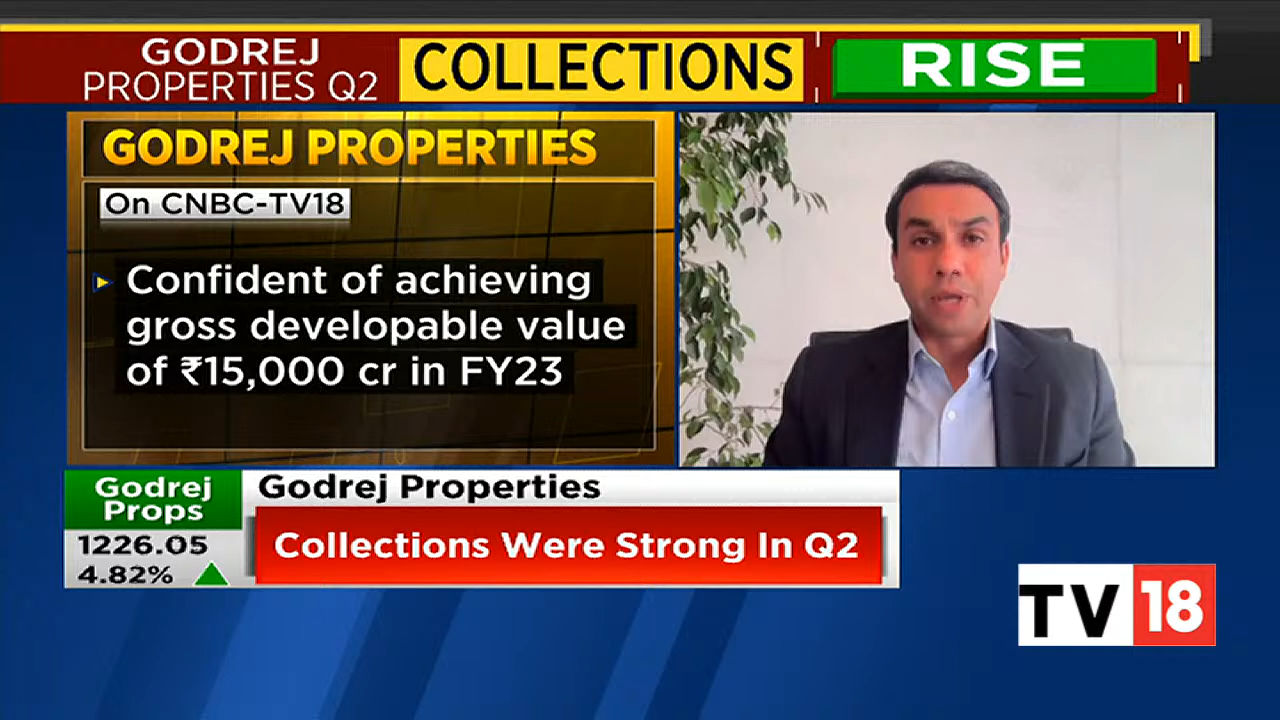 GODREJ
PROPERTIES Q2
COLLECTIONS
RISE
GODREJ PROPERTIES
On CNBC-TV18
Confident of achieving
gross developable value
of ₹15,000 cr in FY23
Godrej
Props
1226.05
4.82%
Godrej Properties
Collections Were Strong In Q2
TV18